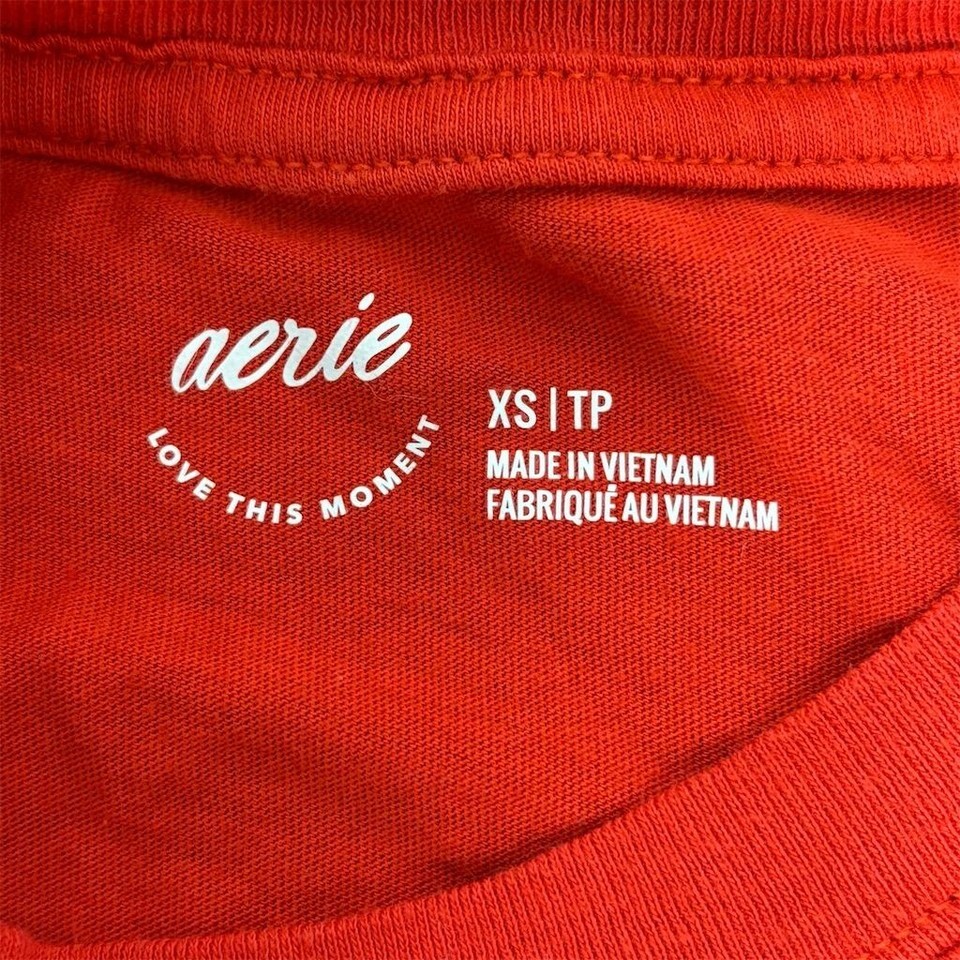 aerie
LOVE THIS MOMENT
XS | TP
MADE IN VIETNAM
FABRIQUÉ AU VIETNAM